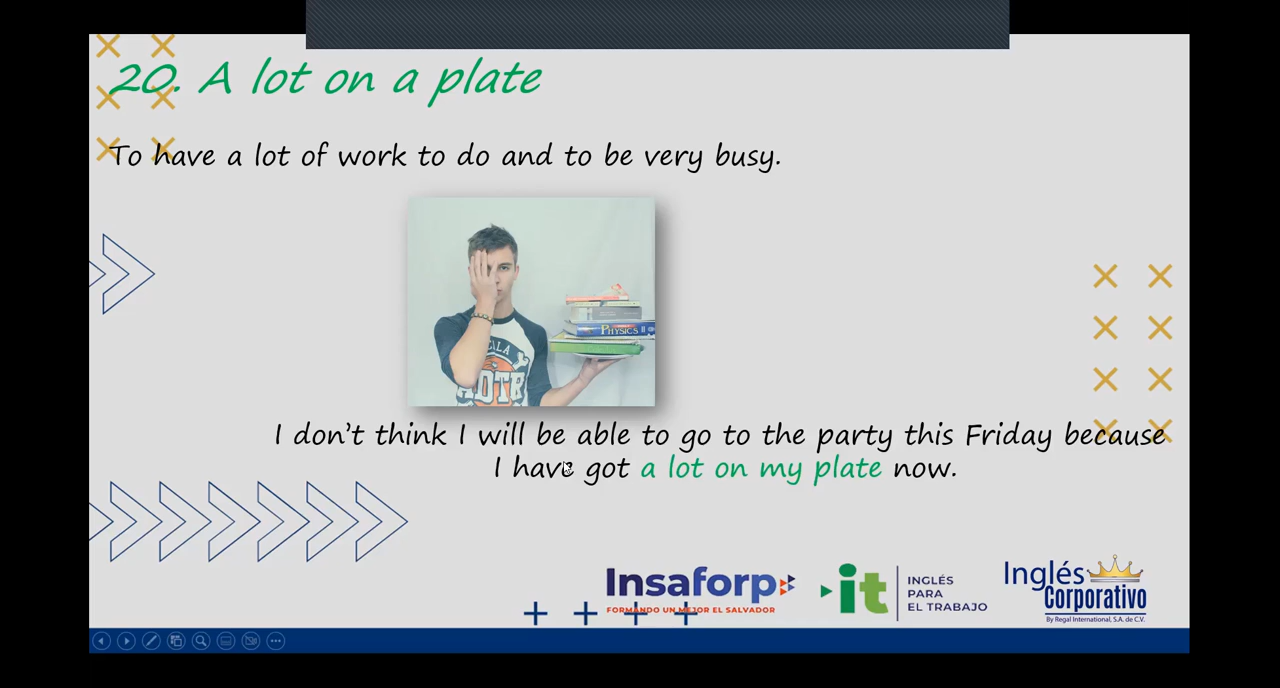 20. A lot on a plate
To have a lot of work to do and to be very busy.
PHYSICS II
ADTR
I don't think I will be able to go to the party this Friday because
I have got a lot on my plate now.
Insaforp
FORMANDO UN MEJOR EL SALVADOR
it
INGLÉS
PARA
EL TRABAJO
Inglés
Corporativo
By Regal International, S.A. de C.V.